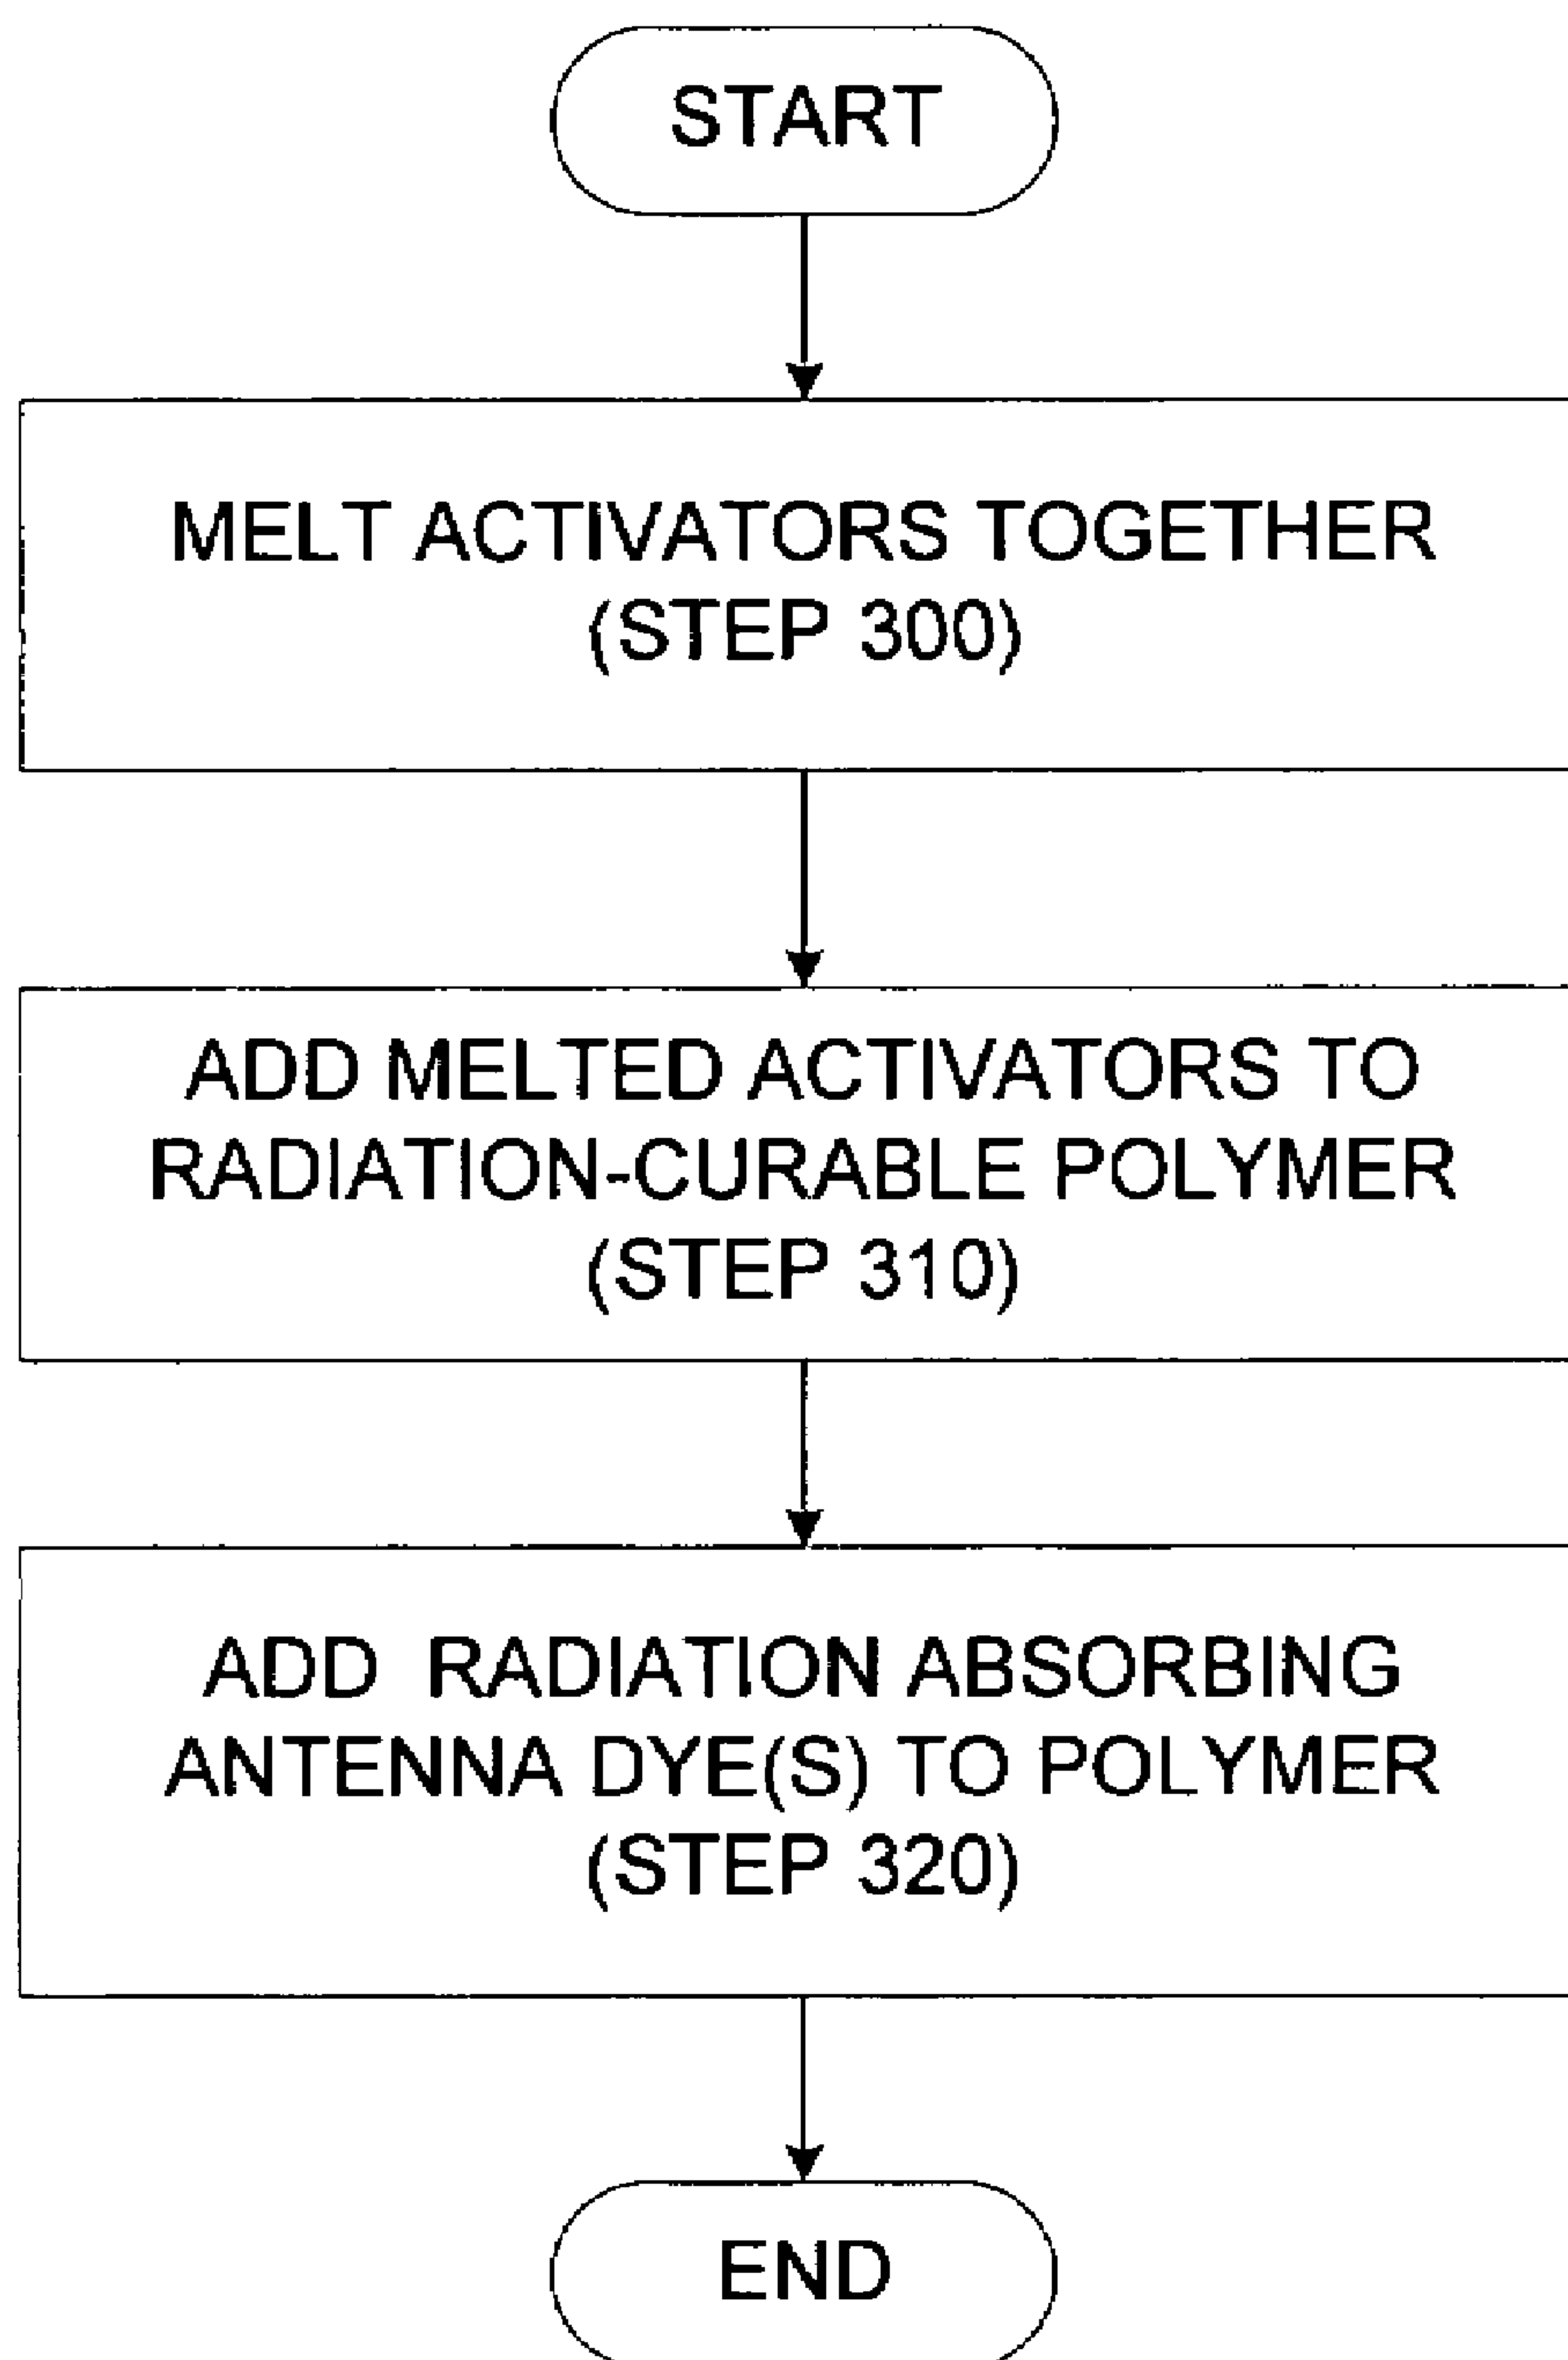 START
MELT ACTIVATORS TOGETHER
(STEP 300)
ADD MELTED ACTIVATORS TO
RADIATION-CURABLE POLYMER
(STEP 310)
ADD RADIATION ABSORBING
ANTENNA DYE(S) TO POLYMER
(STEP 320)
END